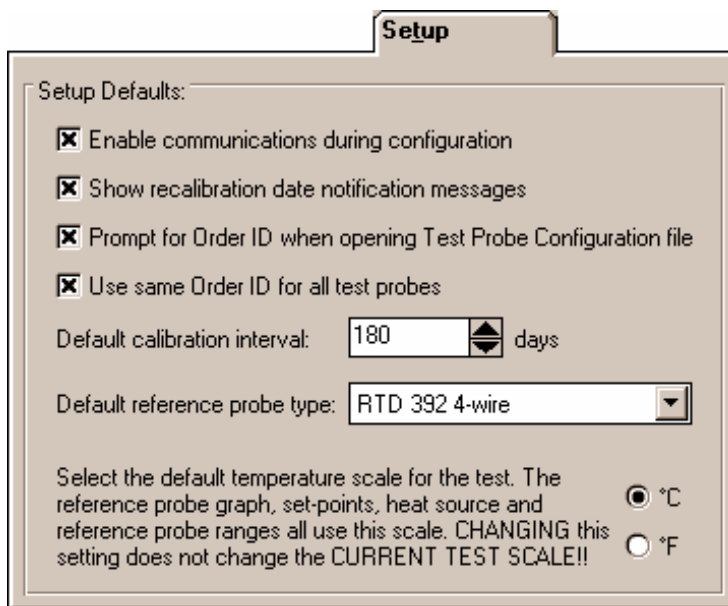 Setup
Setup Defaults:
Enable communications during configuration
Show recalibration date notification messages
Prompt for Order ID when opening Test Probe Configuration file
Use same Order ID for all test probes
Default calibration interval: 180 days
Default reference probe type: RTD 392 4-wire
Select the default temperature scale for the test. The
reference probe graph, set-points, heat source and
reference probe ranges all use this scale. CHANGING this
setting does not change the CURRENT TEST SCALE!!
°C
°F